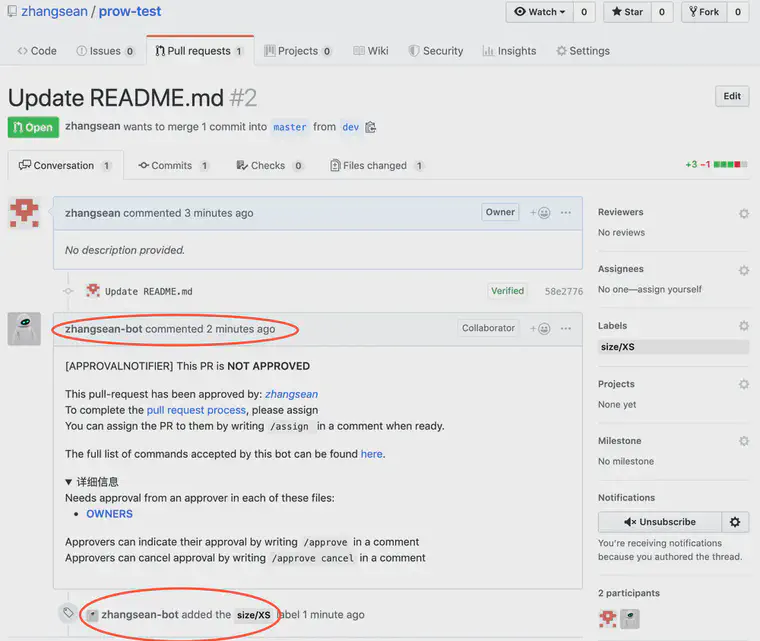 zhangsean / prow-test
Watch 0 Star 0 Fork 0
Code Issues 0 Pull requests 1 Projects 0 Wiki Security Insights Settings
Update README.md #2
Edit
Open zhangsean wants to merge 1 commit into master from dev
Conversation 1 Commits 1 Checks 0 Files changed 1 +3 −1
zhangsean commented 3 minutes ago Owner
No description provided.
Update README.md Verified 58e2776
zhangsean-bot commented 2 minutes ago Collaborator
[APPROVALNOTIFIER] This PR is NOT APPROVED
This pull-request has been approved by: zhangsean
To complete the pull request process, please assign
You can assign the PR to them by writing /assign in a comment when ready.
The full list of commands accepted by this bot can be found here.
▼ 详细信息
Needs approval from an approver in each of these files:
• OWNERS
Approvers can indicate their approval by writing /approve in a comment
Approvers can cancel approval by writing /approve cancel in a comment
zhangsean-bot added the size/XS label 1 minute ago
Reviewers
No reviews
Assignees
No one—assign yourself
Labels
size/XS
Projects
None yet
Milestone
No milestone
Notifications
Unsubscribe
You're receiving notifications
because you authored the thread.
2 participants